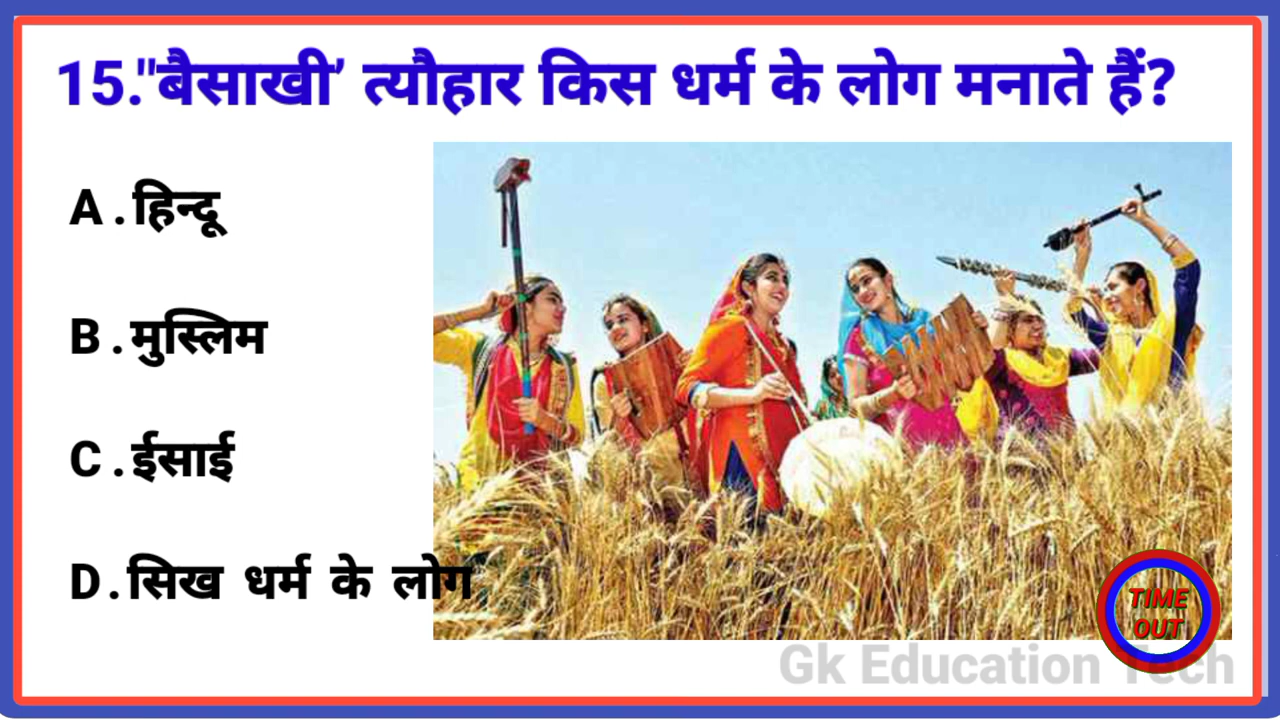 15."बैसाखी' त्यौहार किस धर्म के लोग मनाते हैं?
A .हिन्दू
B .मुस्लिम
C .ईसाई
D.सिख धर्म के लोग
TIME
OUT
Gk Education Tech